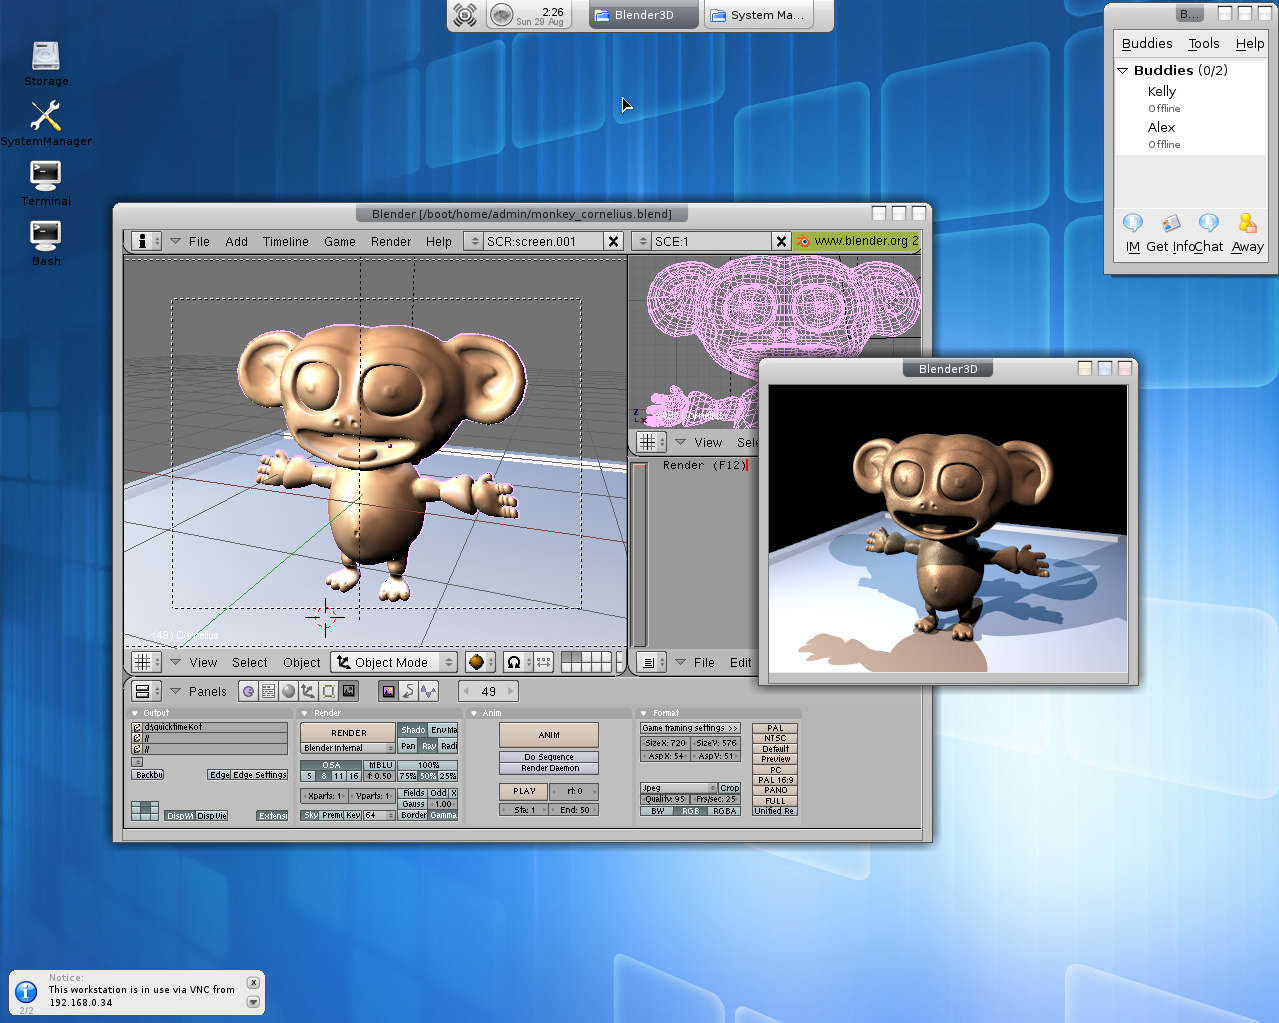 2:26
Sun 29 Aug
Blender3D
System Ma...
Storage
SystemManager
Terminal
Bash
B...
Buddies Tools Help
Buddies (0/2)
Kelly
Offline
Alex
Offline
IM Get Info Chat Away
Blender [/boot/home/admin/monkey_cornelius.blend]
File Add Timeline Game Render Help
SCR:screen.001
SCE:1
www.blender.org 2
(49) Cornelius
View Select Object
Object Mode
View Sele
Render (F12)
File Edit
Blender3D
Panels
49
Output
d:\quicktimeKot
//
//
Backbu
Edge Edge Settings
DispWi DispVie
Extensi
Render
RENDER
Blender Internal
Shado EnvMa
Pan Ray Radi
OSA
5 8 11 16
MBLU
f: 0.50
100%
75% 50% 25%
Xparts: 1 Yparts: 1
Fields Odd X
Gauss 1.00
Sky Premu Key 64
Border Gamma
Anim
ANIM
Do Sequence
Render Daemon
PLAY rt: 0
Sta: 1 End: 50
Format
Game framing settings >>
SizeX: 720 SizeY: 576
AspX: 54 AspY: 51
Jpeg
Crop
Quality: 95 Frs/sec: 25
BW RGB RGBA
PAL
NTSC
Default
Preview
PC
PAL 16:9
PANO
FULL
Unified Re
Notice:
This workstation is in use via VNC from
192.168.0.34
2/2